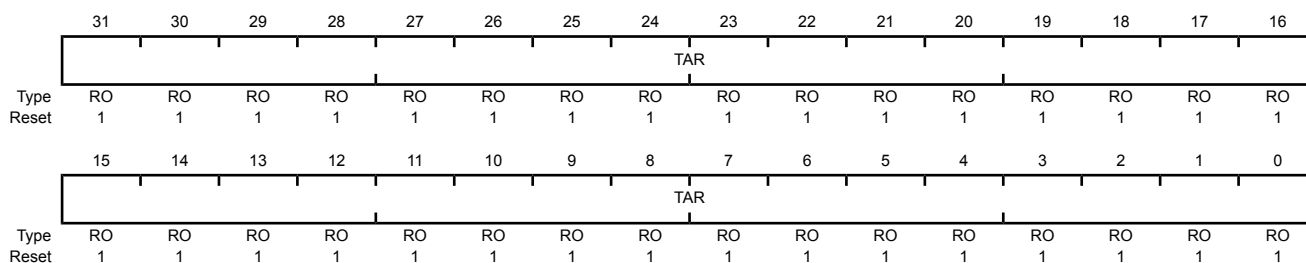 31 30 29 28 27 26 25 24 23 22 21 20 19 18 17 16
TAR
Type RO RO RO RO RO RO RO RO RO RO RO RO RO RO RO RO
Reset 1 1 1 1 1 1 1 1 1 1 1 1 1 1 1 1
15 14 13 12 11 10 9 8 7 6 5 4 3 2 1 0
TAR
Type RO RO RO RO RO RO RO RO RO RO RO RO RO RO RO RO
Reset 1 1 1 1 1 1 1 1 1 1 1 1 1 1 1 1